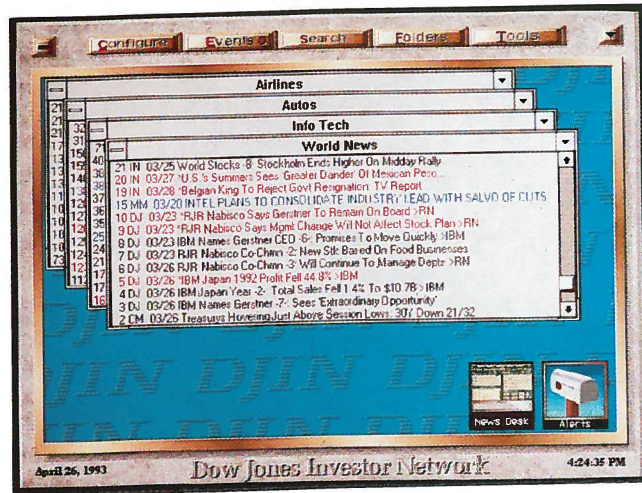 Configure Events Search Folders Tools
Airlines
Autos
Info Tech
World News
21 IN 03/25 World Stocks -8- Stockholm Ends Higher On Midday Rally
20 IN 03/27 *U.S.'s Summers Sees 'Greater Dander' Of Mexican Peso...
19 IN 03/28 *Belgian King To Reject Govt Resignation: TV Report
15 MM 03/20 INTEL PLANS TO CONSOLIDATE INDUSTRY LEAD WITH SALVO OF CUTS
10 DJ 03/23 *RJR Nabisco Says Gerstner To Remain On Board >RN
9 DJ 03/23 *RJR Nabisco Says Mgmt Change Will Not Affect Stock Plan >RN
8 DJ 03/23 IBM Names Gerstner CEO -6- Promises To Move Quickly >IBM
7 DJ 03/23 RJR Nabisco Co-Chmn -2- New Stk Based On Food Businesses
6 DJ 03/26 RJR Nabisco Co-Chmn -3- Will Continue To Manage Depts >RN
5 DJ 03/26 *IBM Japan 1992 Profit Fell 44.8% >IBM
4 DJ 03/26 IBM Japan Year -2- Total Sales Fell 1.4% To $10.7B >IBM
3 DJ 03/26 IBM Names Gerstner -7- Sees 'Extraordinary Opportunity'
2 CM 03/26 Treasurys Hovering Just Above Session Lows; 30Y Down 21/32
DJIN DJIN DJIN
News Desk Alerts
April 26, 1993 Dow Jones Investor Network 4:24:35 PM